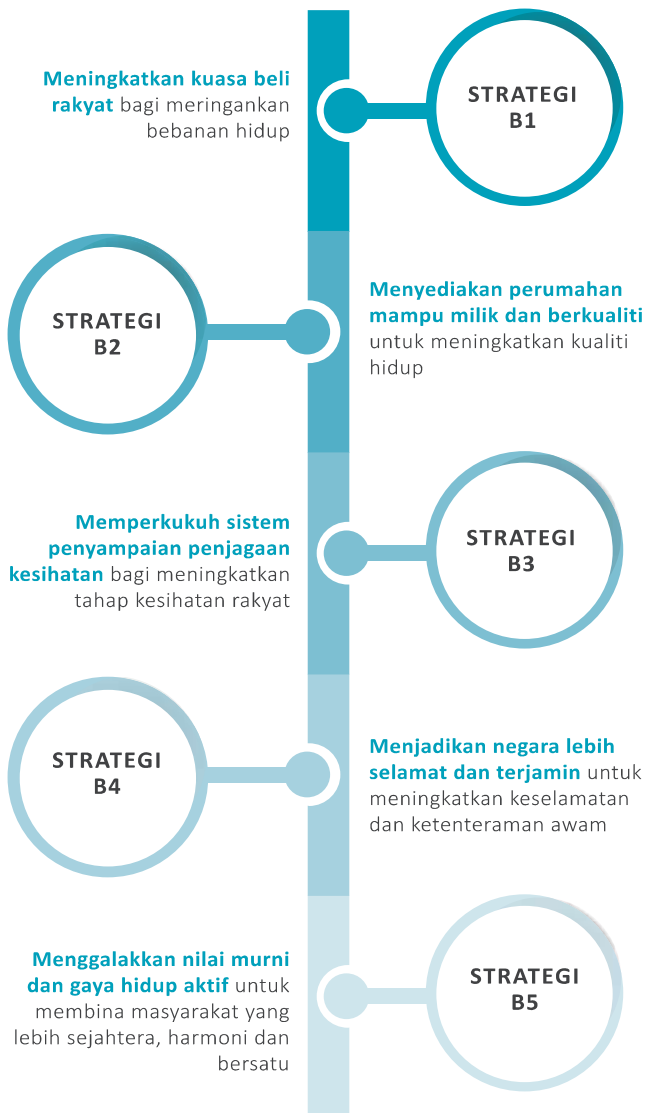 Meningkatkan kuasa beli
rakyat bagi meringankan
bebanan hidup
STRATEGI
B1
STRATEGI
B2
Menyediakan perumahan
mampu milik dan berkualiti
untuk meningkatkan kualiti
hidup
Memperkukuh sistem
penyampaian penjagaan
kesihatan bagi meningkatkan
tahap kesihatan rakyat
STRATEGI
B3
STRATEGI
B4
Menjadikan negara lebih
selamat dan terjamin untuk
meningkatkan keselamatan
dan ketenteraman awam
Menggalakkan nilai murni
dan gaya hidup aktif untuk
membina masyarakat yang
lebih sejahtera, harmoni dan
bersatu
STRATEGI
B5